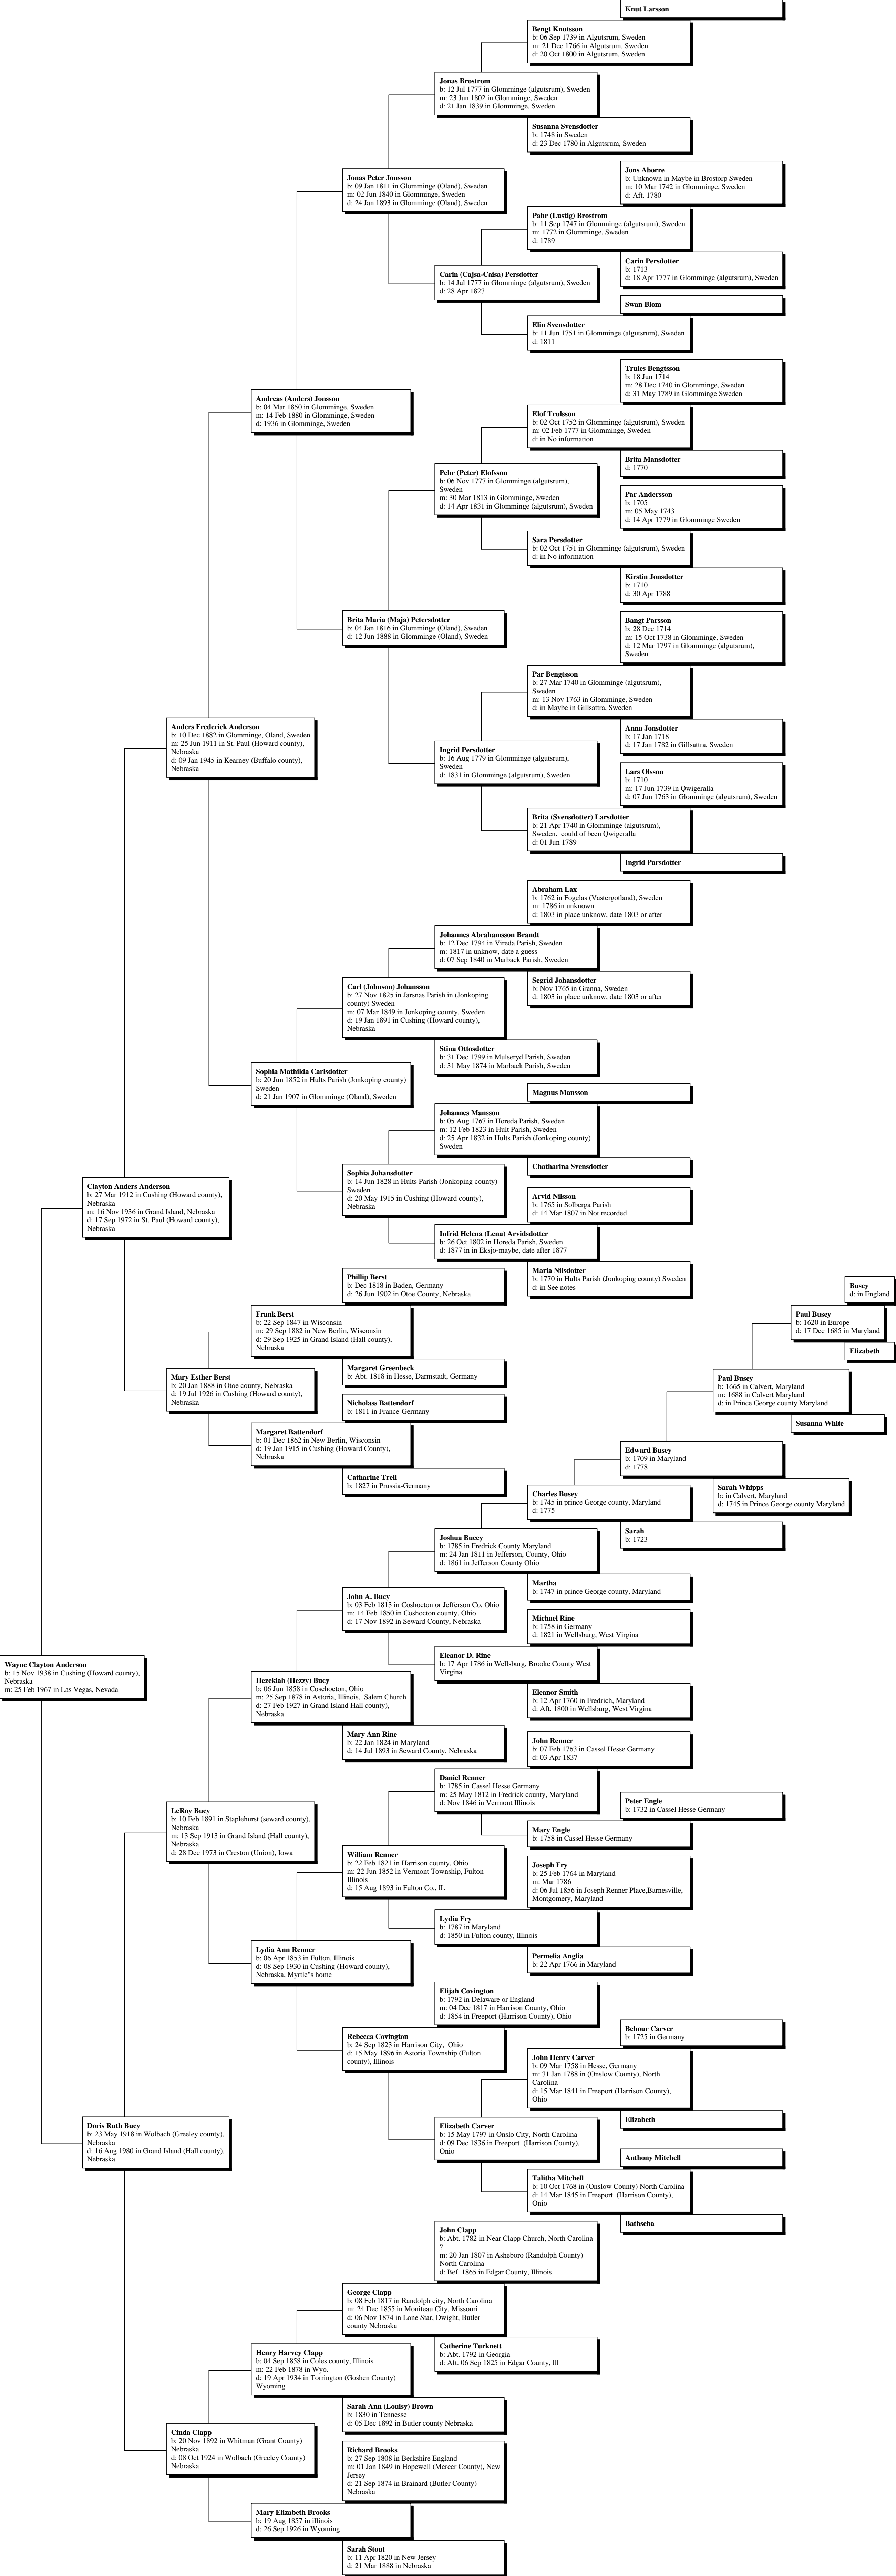 Knut Larsson
Bengt Knutsson
b: 06 Sep 1739 in Algutsrum, Sweden
m: 21 Dec 1766 in Algutsrum, Sweden
d: 20 Oct 1800 in Algutsrum, Sweden
Jonas Brostrom
b: 12 Jul 1777 in Glomminge (algutsrum), Sweden
m: 23 Jun 1802 in Glomminge, Sweden
d: 21 Jan 1839 in Glomminge, Sweden
Susanna Svensdotter
b: 1748 in Sweden
d: 23 Dec 1780 in Algutsrum, Sweden
Jonas Peter Jonsson
b: 09 Jan 1811 in Glomminge (Oland), Sweden
m: 02 Jun 1840 in Glomminge, Sweden
d: 24 Jan 1893 in Glomminge (Oland), Sweden
Jons Aborre
b: Unknown in Maybe in Brostorp Sweden
m: 10 Mar 1742 in Glomminge, Sweden
d: Aft. 1780
Pahr (Lustig) Brostrom
b: 11 Sep 1747 in Glomminge (algutsrum), Sweden
m: 1772 in Glomminge, Sweden
d: 1789
Carin Persdotter
b: 1713
d: 18 Apr 1777 in Glomminge (algutsrum), Sweden
Carin (Cajsa-Caisa) Persdotter
b: 14 Jul 1777 in Glomminge (algutsrum), Sweden
d: 28 Apr 1823
Swan Blom
Elin Svensdotter
b: 11 Jun 1751 in Glomminge (algutsrum), Sweden
d: 1811
Andreas (Anders) Jonsson
b: 04 Mar 1850 in Glomminge, Sweden
m: 14 Feb 1880 in Glomminge, Sweden
d: 1936 in Glomminge, Sweden
Trules Bengtsson
b: 18 Jun 1714
m: 28 Dec 1740 in Glomminge, Sweden
d: 31 May 1789 in Glomminge Sweden
Elof Trulsson
b: 02 Oct 1752 in Glomminge (algutsrum), Sweden
m: 02 Feb 1777 in Glomminge, Sweden
d: in No information
Brita Mansdotter
d: 1770
Pehr (Peter) Elofsson
b: 06 Nov 1777 in Glomminge (algutsrum),
Sweden
m: 30 Mar 1813 in Glomminge, Sweden
d: 14 Apr 1831 in Glomminge (algutsrum), Sweden
Par Andersson
b: 1705
m: 05 May 1743
d: 14 Apr 1779 in Glomminge Sweden
Sara Persdotter
b: 02 Oct 1751 in Glomminge (algutsrum), Sweden
d: in No information
Kirstin Jonsdotter
b: 1710
d: 30 Apr 1788
Brita Maria (Maja) Petersdotter
b: 04 Jan 1816 in Glomminge (Oland), Sweden
d: 12 Jun 1888 in Glomminge (Oland), Sweden
Bangt Parsson
b: 28 Dec 1714
m: 15 Oct 1738 in Glomminge, Sweden
d: 12 Mar 1797 in Glomminge (algutsrum),
Sweden
Par Bengtsson
b: 27 Mar 1740 in Glomminge (algutsrum),
Sweden
m: 13 Nov 1763 in Glomminge, Sweden
d: in Maybe in Gillsattra, Sweden
Anna Jonsdotter
b: 17 Jan 1718
d: 17 Jan 1782 in Gillsattra, Sweden
Anders Frederick Anderson
b: 10 Dec 1882 in Glomminge, Oland, Sweden
m: 25 Jun 1911 in St. Paul (Howard county),
Nebraska
d: 09 Jan 1945 in Kearney (Buffalo county),
Nebraska
Ingrid Persdotter
b: 16 Aug 1779 in Glomminge (algutsrum),
Sweden
d: 1831 in Glomminge (algutsrum), Sweden
Lars Olsson
b: 1710
m: 17 Jun 1739 in Qwigeralla
d: 07 Jun 1763 in Glomminge (algutsrum), Sweden
Brita (Svensdotter) Larsdotter
b: 21 Apr 1740 in Glomminge (algutsrum),
Sweden. could of been Qwigeralla
d: 01 Jun 1789
Ingrid Parsdotter
Abraham Lax
b: 1762 in Fogelas (Vastergotland), Sweden
m: 1786 in unknown
d: 1803 in place unknow, date 1803 or after
Johannes Abrahamsson Brandt
b: 12 Dec 1794 in Vireda Parish, Sweden
m: 1817 in unknow, date a guess
d: 07 Sep 1840 in Marback Parish, Sweden
Segrid Johansdotter
b: Nov 1765 in Granna, Sweden
d: 1803 in place unknow, date 1803 or after
Carl (Johnson) Johansson
b: 27 Nov 1825 in Jarsnas Parish in (Jonkoping
county) Sweden
m: 07 Mar 1849 in Jonkoping county, Sweden
d: 19 Jan 1891 in Cushing (Howard county),
Nebraska
Stina Ottosdotter
b: 31 Dec 1799 in Mulseryd Parish, Sweden
d: 31 May 1874 in Marback Parish, Sweden
Sophia Mathilda Carlsdotter
b: 20 Jun 1852 in Hults Parish (Jonkoping county)
Sweden
d: 21 Jan 1907 in Glomminge (Oland), Sweden
Magnus Mansson
Johannes Mansson
b: 05 Aug 1767 in Horeda Parish, Sweden
m: 12 Feb 1823 in Hult Parish, Sweden
d: 25 Apr 1832 in Hults Parish (Jonkoping county)
Sweden
Chatharina Svensdotter
Sophia Johansdotter
b: 14 Jun 1828 in Hults Parish (Jonkoping county)
Sweden
d: 20 May 1915 in Cushing (Howard county),
Nebraska
Clayton Anders Anderson
b: 27 Mar 1912 in Cushing (Howard county),
Nebraska
m: 16 Nov 1936 in Grand Island, Nebraska
d: 17 Sep 1972 in St. Paul (Howard county),
Nebraska
Arvid Nilsson
b: 1765 in Solberga Parish
d: 14 Mar 1807 in Not recorded
Infrid Helena (Lena) Arvidsdotter
b: 26 Oct 1802 in Horeda Parish, Sweden
d: 1877 in in Eksjo-maybe, date after 1877
Maria Nilsdotter
b: 1770 in Hults Parish (Jonkoping county) Sweden
d: in See notes
Phillip Berst
b: Dec 1818 in Baden, Germany
d: 26 Jun 1902 in Otoe County, Nebraska
Busey
d: in England
Frank Berst
b: 22 Sep 1847 in Wisconsin
m: 29 Sep 1882 in New Berlin, Wisconsin
d: 29 Sep 1925 in Grand Island (Hall county),
Nebraska
Paul Busey
b: 1620 in Europe
d: 17 Dec 1685 in Maryland
Elizabeth
Margaret Greenbeck
b: Abt. 1818 in Hesse, Darmstadt, Germany
Mary Esther Berst
b: 20 Jan 1888 in Otoe county, Nebraska
d: 19 Jul 1926 in Cushing (Howard county),
Nebraska
Paul Busey
b: 1665 in Calvert, Maryland
m: 1688 in Calvert Maryland
d: in Prince George county Maryland
Nicholass Battendorf
b: 1811 in France-Germany
Susanna White
Margaret Battendorf
b: 01 Dec 1862 in New Berlin, Wisconsin
d: 19 Jan 1915 in Cushing (Howard County),
Nebraska
Edward Busey
b: 1709 in Maryland
d: 1778
Catharine Trell
b: 1827 in Prussia-Germany
Sarah Whipps
b: in Calvert, Maryland
d: 1745 in Prince George county Maryland
Charles Busey
b: 1745 in prince George county, Maryland
d: 1775
Sarah
b: 1723
Joshua Bucey
b: 1785 in Fredrick County Maryland
m: 24 Jan 1811 in Jefferson, County, Ohio
d: 1861 in Jefferson County Ohio
Martha
b: 1747 in prince George county, Maryland
John A. Bucy
b: 03 Feb 1813 in Coshocton or Jefferson Co. Ohio
m: 14 Feb 1850 in Coshocton county, Ohio
d: 17 Nov 1892 in Seward County, Nebraska
Michael Rine
b: 1758 in Germany
d: 1821 in Wellsburg, West Virgina
Eleanor D. Rine
b: 17 Apr 1786 in Wellsburg, Brooke County West
Virgina
Wayne Clayton Anderson
b: 15 Nov 1938 in Cushing (Howard county),
Nebraska
m: 25 Feb 1967 in Las Vegas, Nevada
Hezekiah (Hezzy) Bucy
b: 06 Jun 1858 in Coschocton, Ohio
m: 25 Sep 1878 in Astoria, Illinois, Salem Church
d: 27 Feb 1927 in Grand Island Hall county),
Nebraska
Eleanor Smith
b: 12 Apr 1760 in Fredrich, Maryland
d: Aft. 1800 in Wellsburg, West Virgina
Mary Ann Rine
b: 22 Jan 1824 in Maryland
d: 14 Jul 1893 in Seward County, Nebraska
John Renner
b: 07 Feb 1763 in Cassel Hesse Germany
d: 03 Apr 1837
Daniel Renner
b: 1785 in Cassel Hesse Germany
m: 25 May 1812 in Fredrick county, Maryland
d: Nov 1846 in Vermont Illinois
Peter Engle
b: 1732 in Cassel Hesse Germany
LeRoy Bucy
b: 10 Feb 1891 in Staplehurst (seward county),
Nebraska
m: 13 Sep 1913 in Grand Island (Hall county),
Nebraska
d: 28 Dec 1973 in Creston (Union), Iowa
Mary Engle
b: 1758 in Cassel Hesse Germany
William Renner
b: 22 Feb 1821 in Harrison county, Ohio
m: 22 Jun 1852 in Vermont Township, Fulton
Illinois
d: 15 Aug 1893 in Fulton Co., IL
Joseph Fry
b: 25 Feb 1764 in Maryland
m: Mar 1786
d: 06 Jul 1856 in Joseph Renner Place,Barnesville,
Montgomery, Maryland
Lydia Fry
b: 1787 in Maryland
d: 1850 in Fulton county, Illinois
Lydia Ann Renner
b: 06 Apr 1853 in Fulton, Illinois
d: 08 Sep 1930 in Cushing (Howard county),
Nebraska, Myrtle"s home
Permelia Anglia
b: 22 Apr 1766 in Maryland
Elijah Covington
b: 1792 in Delaware or England
m: 04 Dec 1817 in Harrison County, Ohio
d: 1854 in Freeport (Harrison County), Ohio
Rebecca Covington
b: 24 Sep 1823 in Harrison City, Ohio
d: 15 May 1896 in Astoria Township (Fulton
county), Illinois
Behour Carver
b: 1725 in Germany
John Henry Carver
b: 09 Mar 1758 in Hesse, Germany
m: 31 Jan 1788 in (Onslow County), North
Carolina
d: 15 Mar 1841 in Freeport (Harrison County),
Ohio
Elizabeth
Doris Ruth Bucy
b: 23 May 1918 in Wolbach (Greeley county),
Nebraska
d: 16 Aug 1980 in Grand Island (Hall county),
Nebraska
Elizabeth Carver
b: 15 May 1797 in Onslo City, North Carolina
d: 09 Dec 1836 in Freeport (Harrison County),
Onio
Anthony Mitchell
Talitha Mitchell
b: 10 Oct 1768 in (Onslow County) North Carolina
d: 14 Mar 1845 in Freeport (Harrison County),
Onio
Bathseba
John Clapp
b: Abt. 1782 in Near Clapp Church, North Carolina
?
m: 20 Jan 1807 in Asheboro (Randolph County)
North Carolina
d: Bef. 1865 in Edgar County, Illinois
George Clapp
b: 08 Feb 1817 in Randolph city, North Carolina
m: 24 Dec 1855 in Moniteau City, Missouri
d: 06 Nov 1874 in Lone Star, Dwight, Butler
county Nebraska
Catherine Turknett
b: Abt. 1792 in Georgia
d: Aft. 06 Sep 1825 in Edgar County, Ill
Henry Harvey Clapp
b: 04 Sep 1858 in Coles county, Illinois
m: 22 Feb 1878 in Wyo.
d: 19 Apr 1934 in Torrington (Goshen County)
Wyoming
Sarah Ann (Louisy) Brown
b: 1830 in Tennesse
d: 05 Dec 1892 in Butler county Nebraska
Cinda Clapp
b: 20 Nov 1892 in Whitman (Grant County)
Nebraska
d: 08 Oct 1924 in Wolbach (Greeley County)
Nebraska
Richard Brooks
b: 27 Sep 1808 in Berkshire England
m: 01 Jan 1849 in Hopewell (Mercer County), New
Jersey
d: 21 Sep 1874 in Brainard (Butler County)
Nebraska
Mary Elizabeth Brooks
b: 19 Aug 1857 in illinois
d: 26 Sep 1926 in Wyoming
Sarah Stout
b: 11 Apr 1820 in New Jersey
d: 21 Mar 1888 in Nebraska